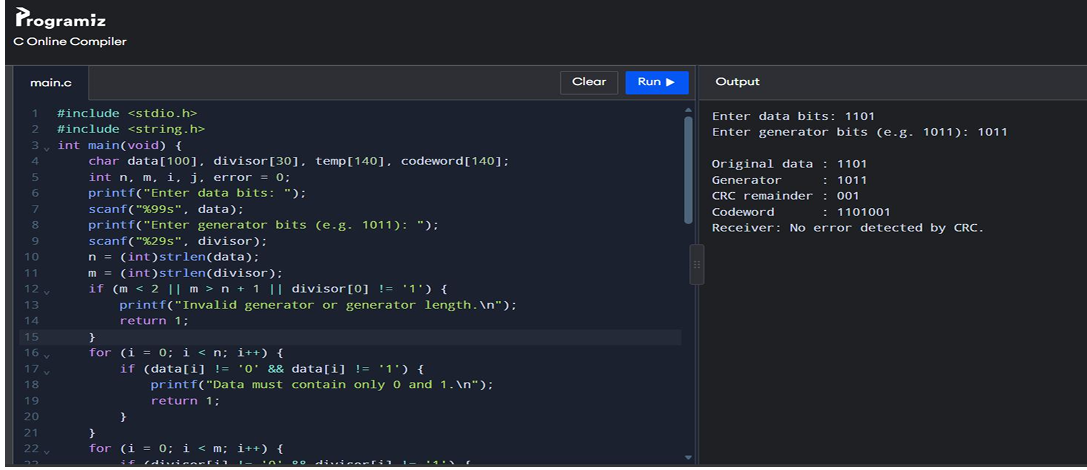 Programiz
C Online Compiler
main.c
Clear
Run
Output
1 #include <stdio.h>
2 #include <string.h>
3 int main(void) {
4     char data[100], divisor[30], temp[140], codeword[140];
5     int n, m, i, j, error = 0;
6     printf("Enter data bits: ");
7     scanf("%99s", data);
8     printf("Enter generator bits (e.g. 1011): ");
9     scanf("%29s", divisor);
10     n = (int)strlen(data);
11     m = (int)strlen(divisor);
12     if (m < 2 || m > n + 1 || divisor[0] != '1') {
13         printf("Invalid generator or generator length.\n");
14         return 1;
15     }
16     for (i = 0; i < n; i++) {
17         if (data[i] != '0' && data[i] != '1') {
18             printf("Data must contain only 0 and 1.\n");
19             return 1;
20         }
21     }
22     for (i = 0; i < m; i++) {
23         if (divisor[i] != '0' && divisor[i] != '1') {
Enter data bits: 1101
Enter generator bits (e.g. 1011): 1011
Original data : 1101
Generator     : 1011
CRC remainder : 001
Codeword      : 1101001
Receiver: No error detected by CRC.